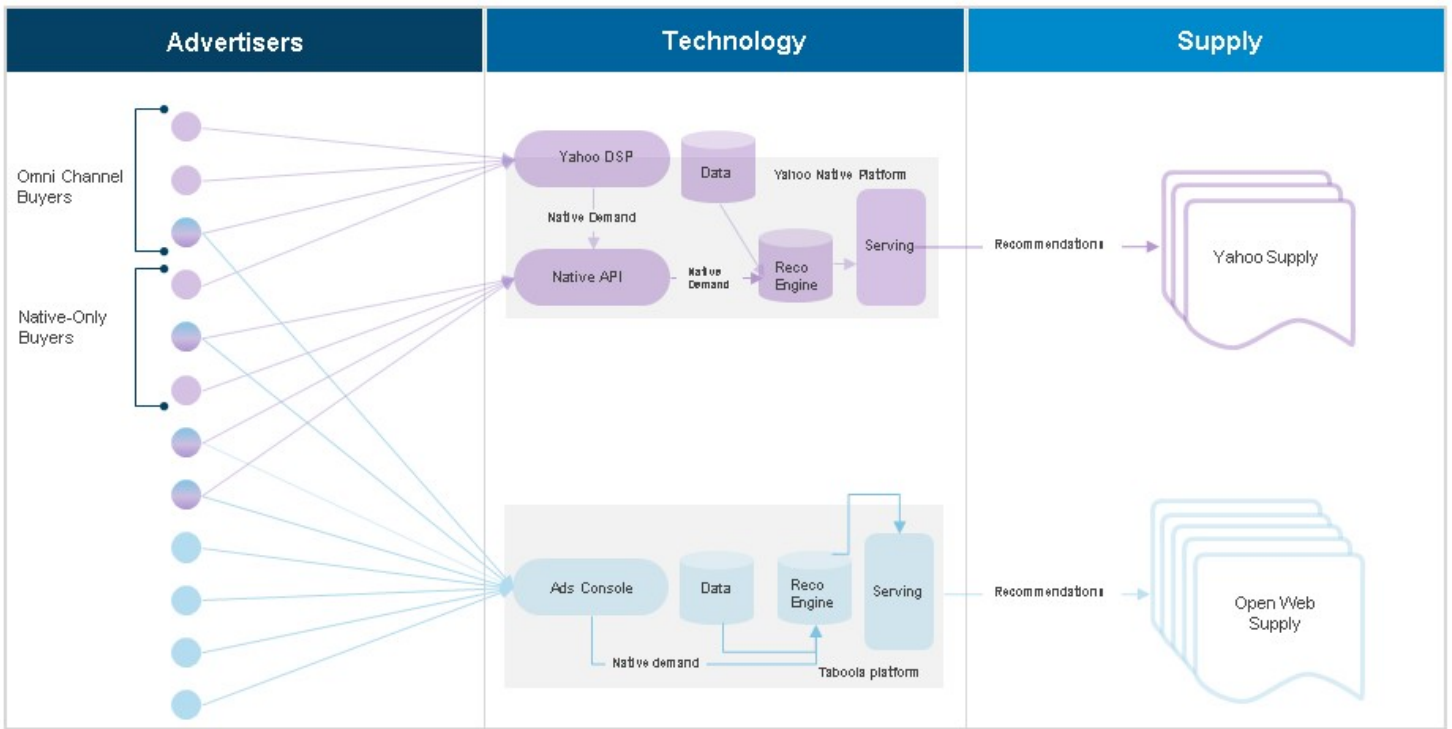 Advertisers
Technology
Supply
Omni Channel
Buyers
Native-Only
Buyers
Yahoo DSP
Data
Yahoo Native Platform
Native Demand
Native API
Native
Demand
Reco
Engine
Serving
Recommendations
Yahoo Supply
Ads Console
Data
Reco
Engine
Serving
Native demand
Taboola platform
Recommendations
Open Web
Supply